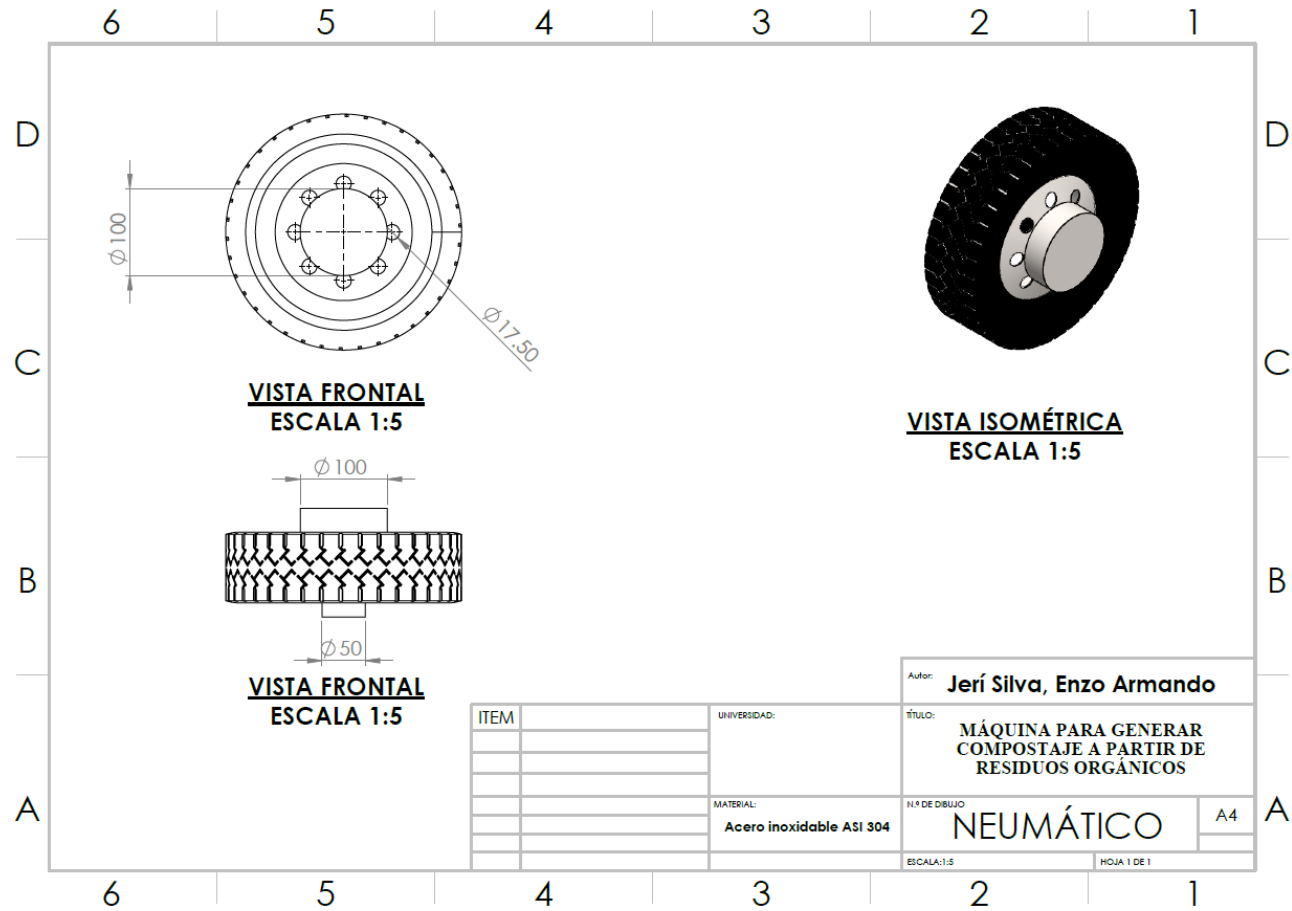 6 5 4 3 2 1
D D
⌀100
⌀17.50
C C
VISTA FRONTAL
ESCALA 1:5
VISTA ISOMÉTRICA
ESCALA 1:5
⌀100
B B
⌀50
VISTA FRONTAL
ESCALA 1:5
Autor: Jerí Silva, Enzo Armando
ITEM
UNIVERSIDAD:
TÍTULO:
MÁQUINA PARA GENERAR
COMPOSTAJE A PARTIR DE
RESIDUOS ORGÁNICOS
A A
MATERIAL:
Acero inoxidable ASI 304
N.º DE DIBUJO
NEUMÁTICO
A4
ESCALA:1:5
HOJA 1 DE 1
6 5 4 3 2 1